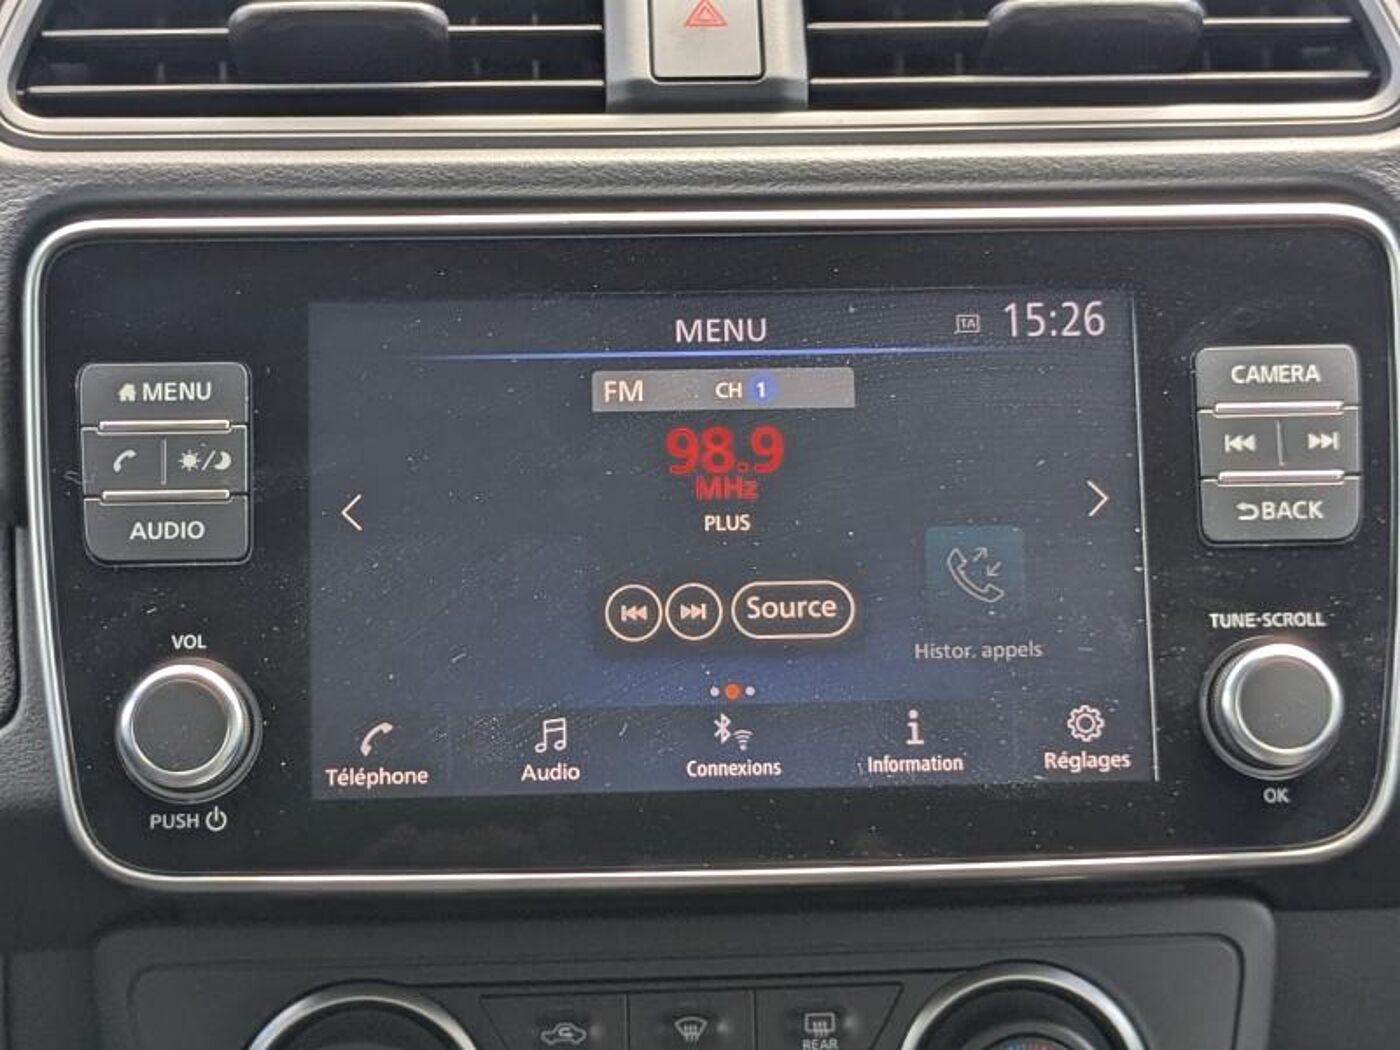 MENU
TA 15:26
FM CH 1
98.9
MHz
PLUS
Source
Histor. appels
Téléphone
Audio
Connexions
Information
Réglages
MENU
AUDIO
VOL
PUSH
CAMERA
BACK
TUNE·SCROLL
OK
REAR